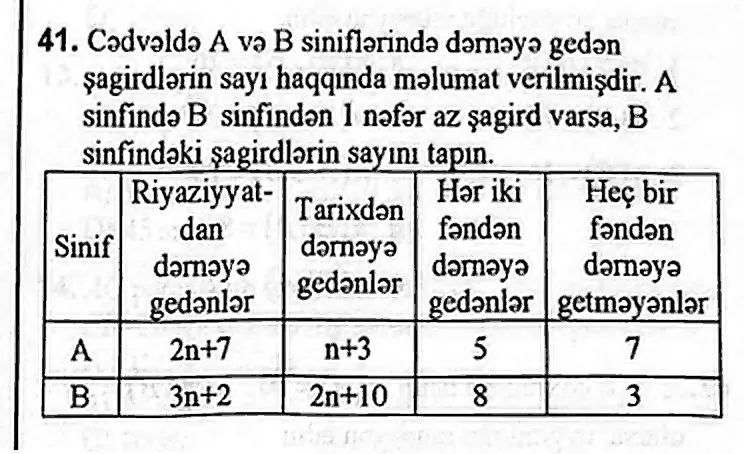 41. Cədvəldə A və B siniflərində dərnəyə gedən
şagirdlərin sayı haqqında məlumat verilmişdir. A
sinfində B sinfindən 1 nəfər az şagird varsa, B
sinfindəki şagirdlərin sayını tapın.
Sinif Riyaziyyat-dan dərnəyə gedənlər Tarixdən dərnəyə gedənlər Hər iki fəndən dərnəyə gedənlər Heç bir fəndən dərnəyə getməyənlər
A 2n+7 n+3 5 7
B 3n+2 2n+10 8 3